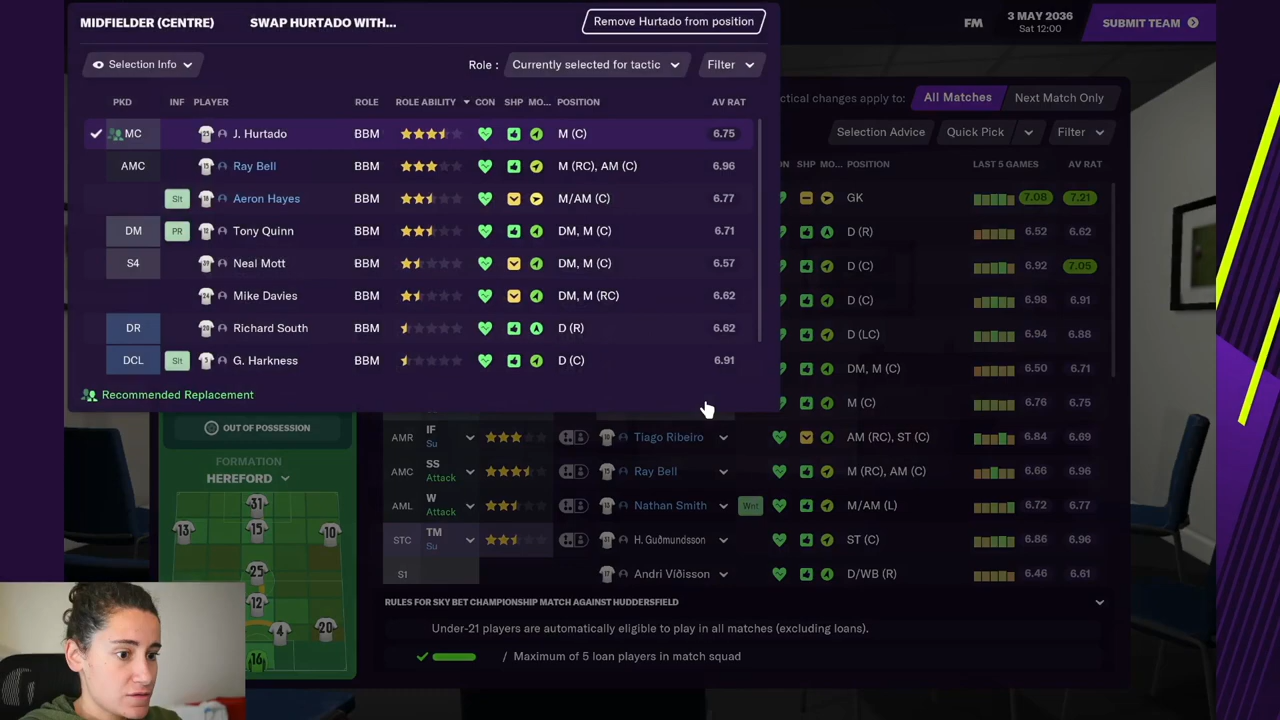 MIDFIELDER (CENTRE) SWAP HURTADO WITH... Remove Hurtado from position
FM 3 MAY 2036 Sat 12:00 SUBMIT TEAM
Selection Info Role : Currently selected for tactic Filter
PKD INF PLAYER ROLE ROLE ABILITY CON SHP MO... POSITION AV RAT
MC 25 J. Hurtado BBM M (C) 6.75
AMC 15 Ray Bell BBM M (RC), AM (C) 6.96
Slt 18 Aeron Hayes BBM M/AM (C) 6.77
DM PR 12 Tony Quinn BBM DM, M (C) 6.71
S4 Neal Mott BBM DM, M (C) 6.57
Mike Davies BBM DM, M (RC) 6.62
DR 20 Richard South BBM D (R) 6.62
DCL Slt G. Harkness BBM D (C) 6.91
Recommended Replacement
tactical changes apply to: All Matches Next Match Only
Selection Advice Quick Pick Filter
ON SHP MO... POSITION LAST 5 GAMES AV RAT
GK 7.08 7.21
D (R) 6.52 6.62
D (C) 6.92 7.05
D (C) 6.98 6.91
D (LC) 6.94 6.88
DM, M (C) 6.50 6.71
M (C) 6.76 6.75
AMR IF Su 10 Tiago Ribeiro AM (RC), ST (C) 6.84 6.69
AMC SS Attack 15 Ray Bell M (RC), AM (C) 6.66 6.96
AML W Attack 13 Nathan Smith Wnt M/AM (L) 6.72 6.77
STC TM Su 31 H. Guðmundsson ST (C) 6.86 6.96
S1 Andri Víðisson D/WB (R) 6.46 6.61
OUT OF POSSESSION
FORMATION
HEREFORD
31
13 15 10
25
12
4 20
16
RULES FOR SKY BET CHAMPIONSHIP MATCH AGAINST HUDDERSFIELD
Under-21 players are automatically eligible to play in all matches (excluding loans).
/ Maximum of 5 loan players in match squad